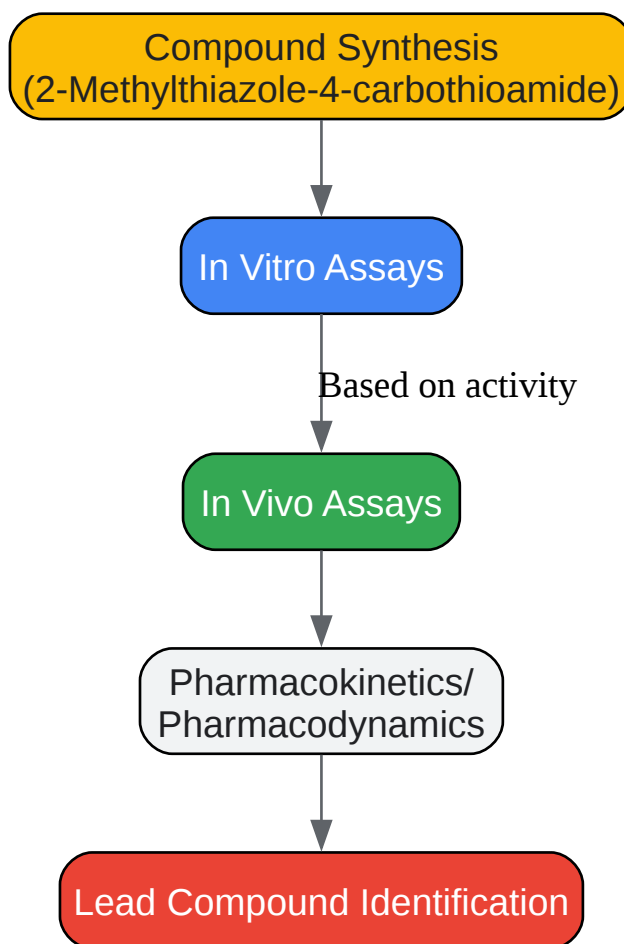 Compound Synthesis
(2-Methylthiazole-4-carbothioamide)
In Vitro Assays
Based on activity
In Vivo Assays
Pharmacokinetics/
Pharmacodynamics
Lead Compound Identification